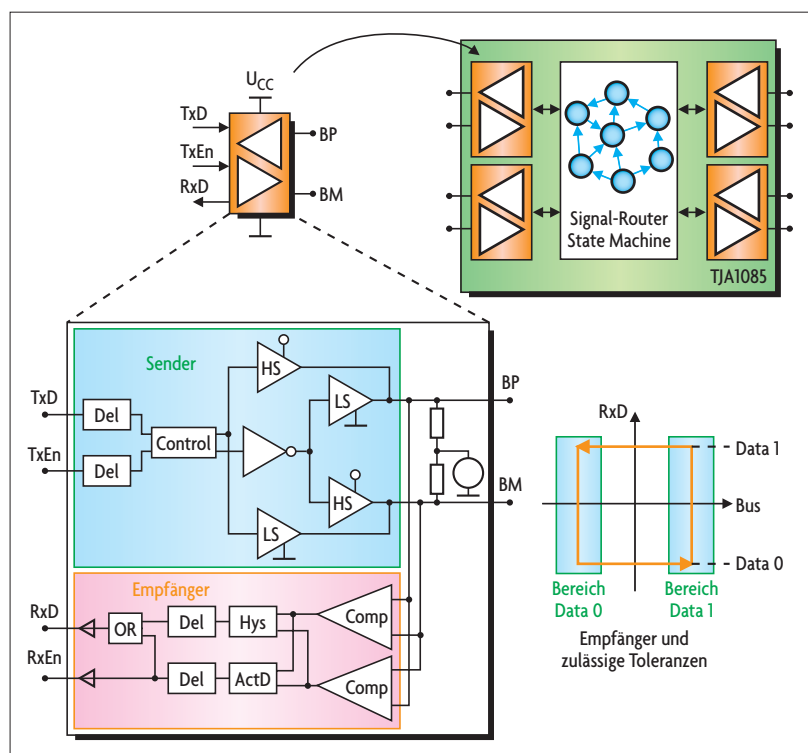 U_CC
TxD
TxEn
RxD
BP
BM
Signal-Router
State Machine
TJA1085
Sender
HS
LS
TxD
Del
Control
TxEn
Del
HS
LS
BP
BM
Empfänger
RxD
OR
Del
Hys
Comp
RxEn
Del
ActD
Comp
RxD
Data 1
Bus
Data 0
Bereich
Data 0
Bereich
Data 1
Empfänger und
zulässige Toleranzen